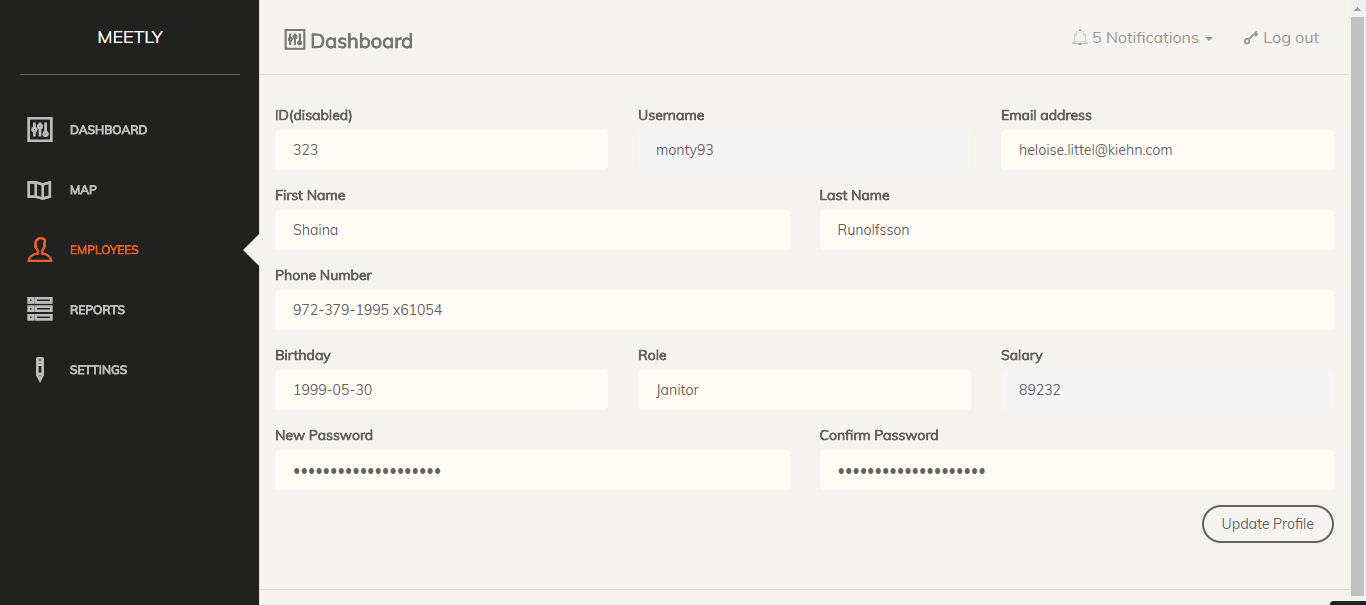 MEETLY
DASHBOARD
MAP
EMPLOYEES
REPORTS
SETTINGS
Dashboard
5 Notifications
Log out
ID(disabled) Username Email address
323 monty93 heloise.littel@kiehn.com
First Name Last Name
Shaina Runolfsson
Phone Number
972-379-1995 x61054
Birthday Role Salary
1999-05-30 Janitor 89232
New Password Confirm Password
•••••••••••••••••••• ••••••••••••••••••••
Update Profile